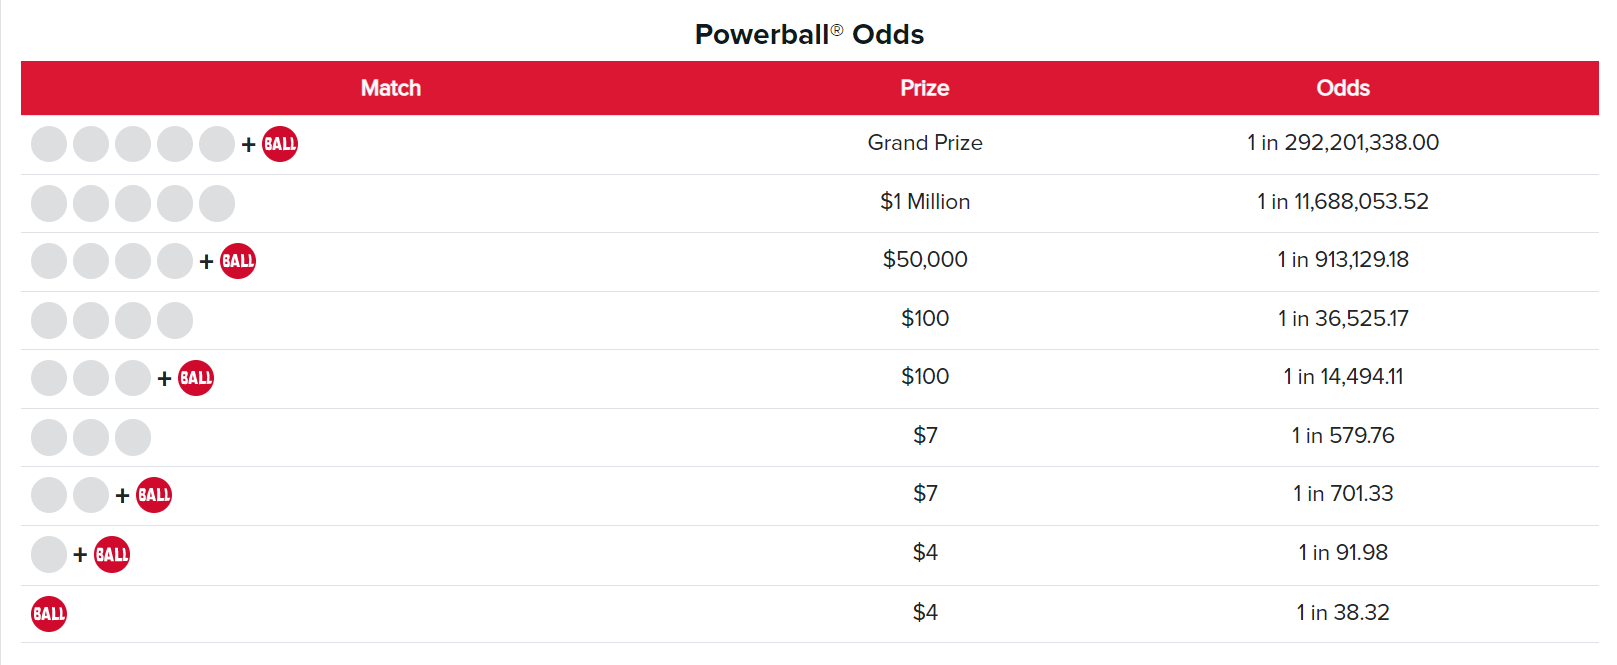 Powerball® Odds
Match Prize Odds
+ BALL Grand Prize 1 in 292,201,338.00
$1 Million 1 in 11,688,053.52
+ BALL $50,000 1 in 913,129.18
$100 1 in 36,525.17
+ BALL $100 1 in 14,494.11
$7 1 in 579.76
+ BALL $7 1 in 701.33
+ BALL $4 1 in 91.98
BALL $4 1 in 38.32